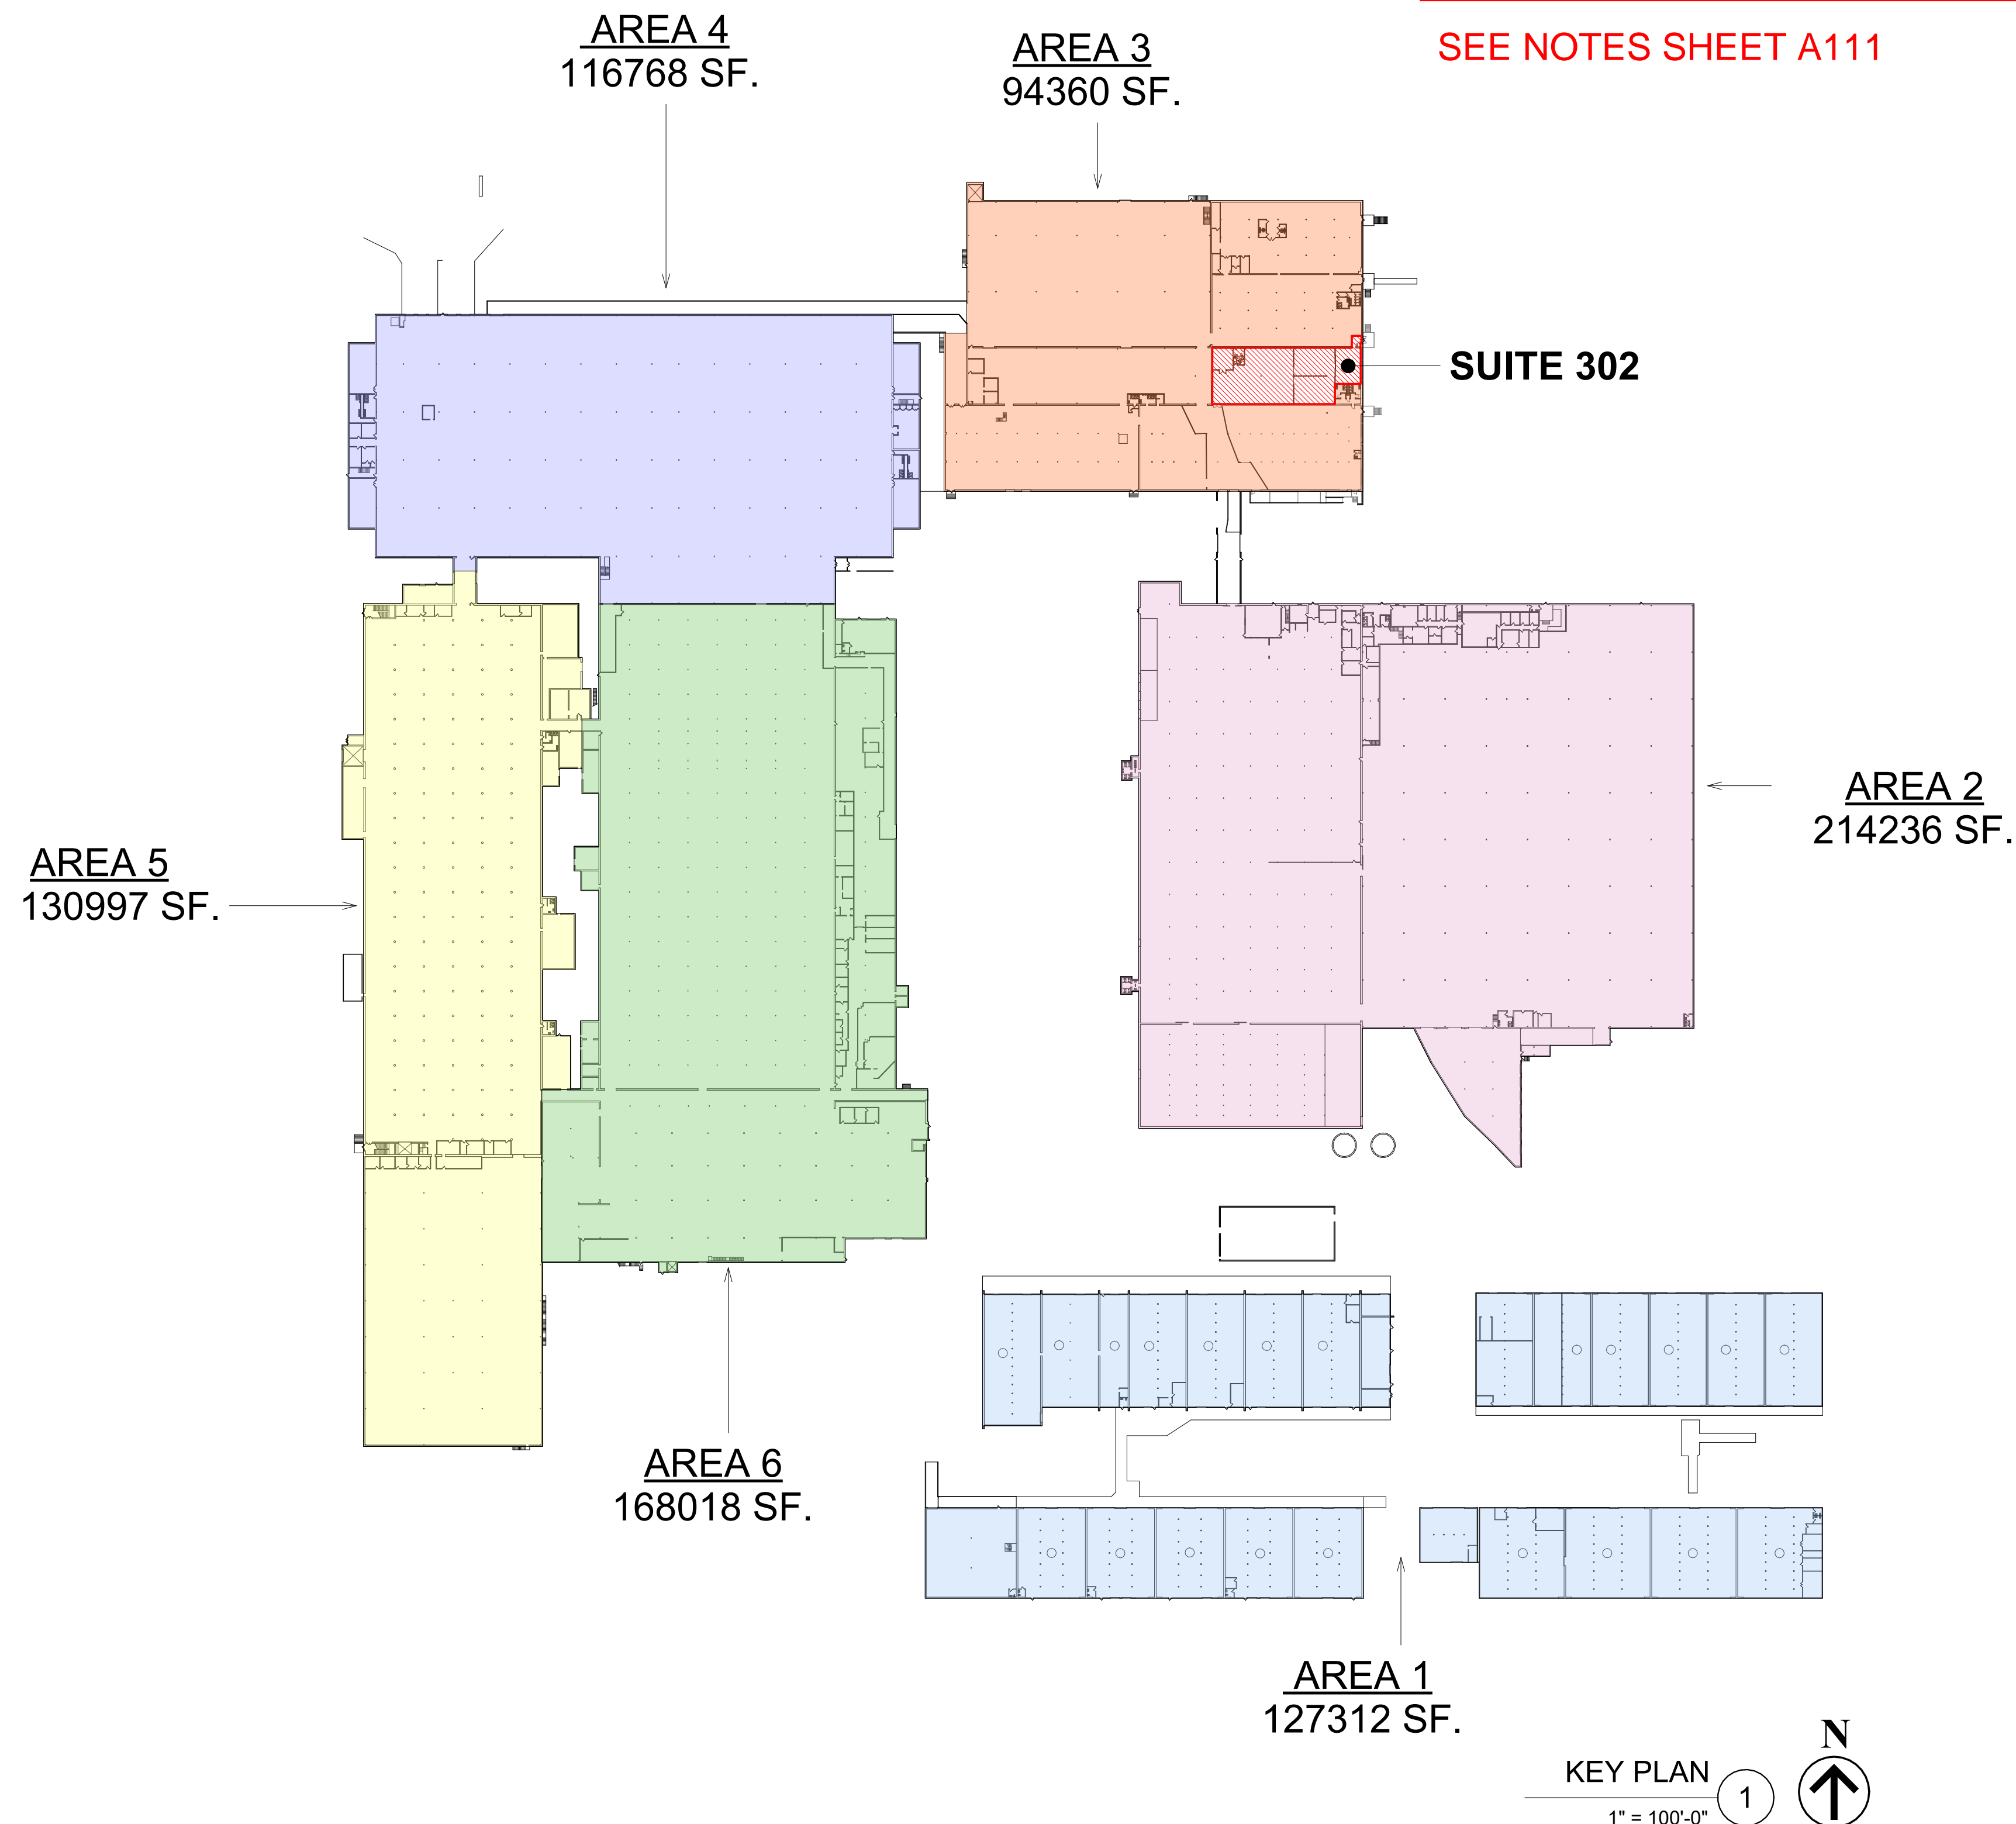 AREA 4
116768 SF.
AREA 3
94360 SF.
SEE NOTES SHEET A111
SUITE 302
AREA 2
214236 SF.
AREA 5
130997 SF.
AREA 6
168018 SF.
AREA 1
127312 SF.
N
KEY PLAN
1
1" = 100'-0"